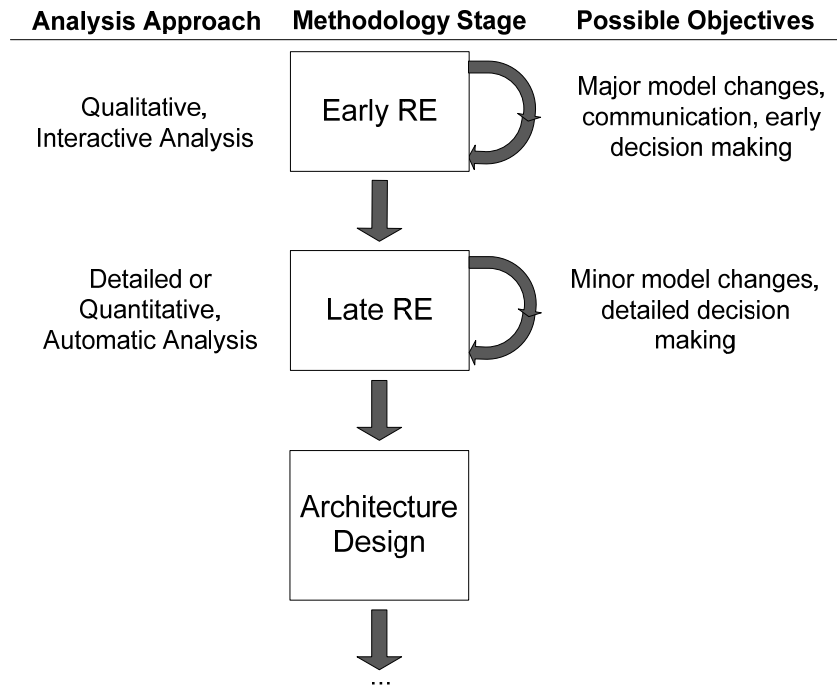 Analysis Approach Methodology Stage Possible Objectives
Qualitative,
Interactive Analysis
Early RE
Major model changes,
communication, early
decision making
Detailed or
Quantitative,
Automatic Analysis
Late RE
Minor model changes,
detailed decision
making
Architecture
Design
...